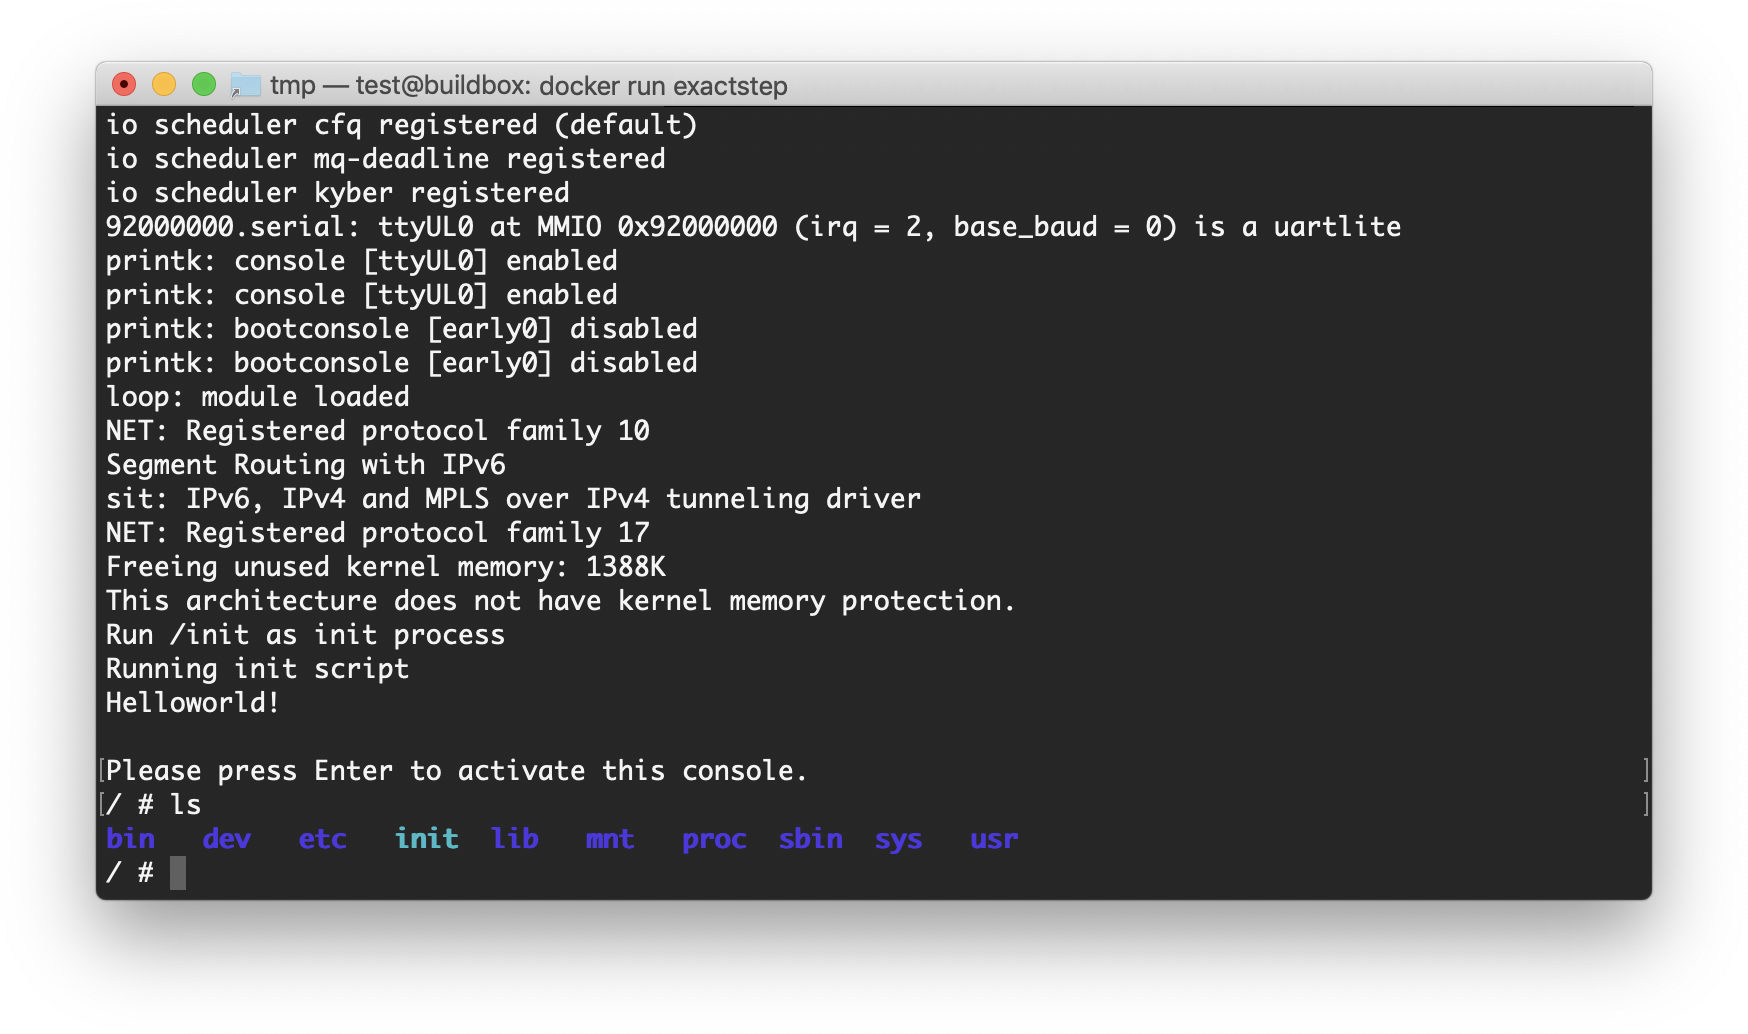 tmp — test@buildbox: docker run exactstep
io scheduler cfq registered (default)
io scheduler mq-deadline registered
io scheduler kyber registered
92000000.serial: ttyUL0 at MMIO 0x92000000 (irq = 2, base_baud = 0) is a uartlite
printk: console [ttyUL0] enabled
printk: console [ttyUL0] enabled
printk: bootconsole [early0] disabled
printk: bootconsole [early0] disabled
loop: module loaded
NET: Registered protocol family 10
Segment Routing with IPv6
sit: IPv6, IPv4 and MPLS over IPv4 tunneling driver
NET: Registered protocol family 17
Freeing unused kernel memory: 1388K
This architecture does not have kernel memory protection.
Run /init as init process
Running init script
Helloworld!
[Please press Enter to activate this console. ]
[/ # ls ]
bin dev etc init lib mnt proc sbin sys usr
/ #